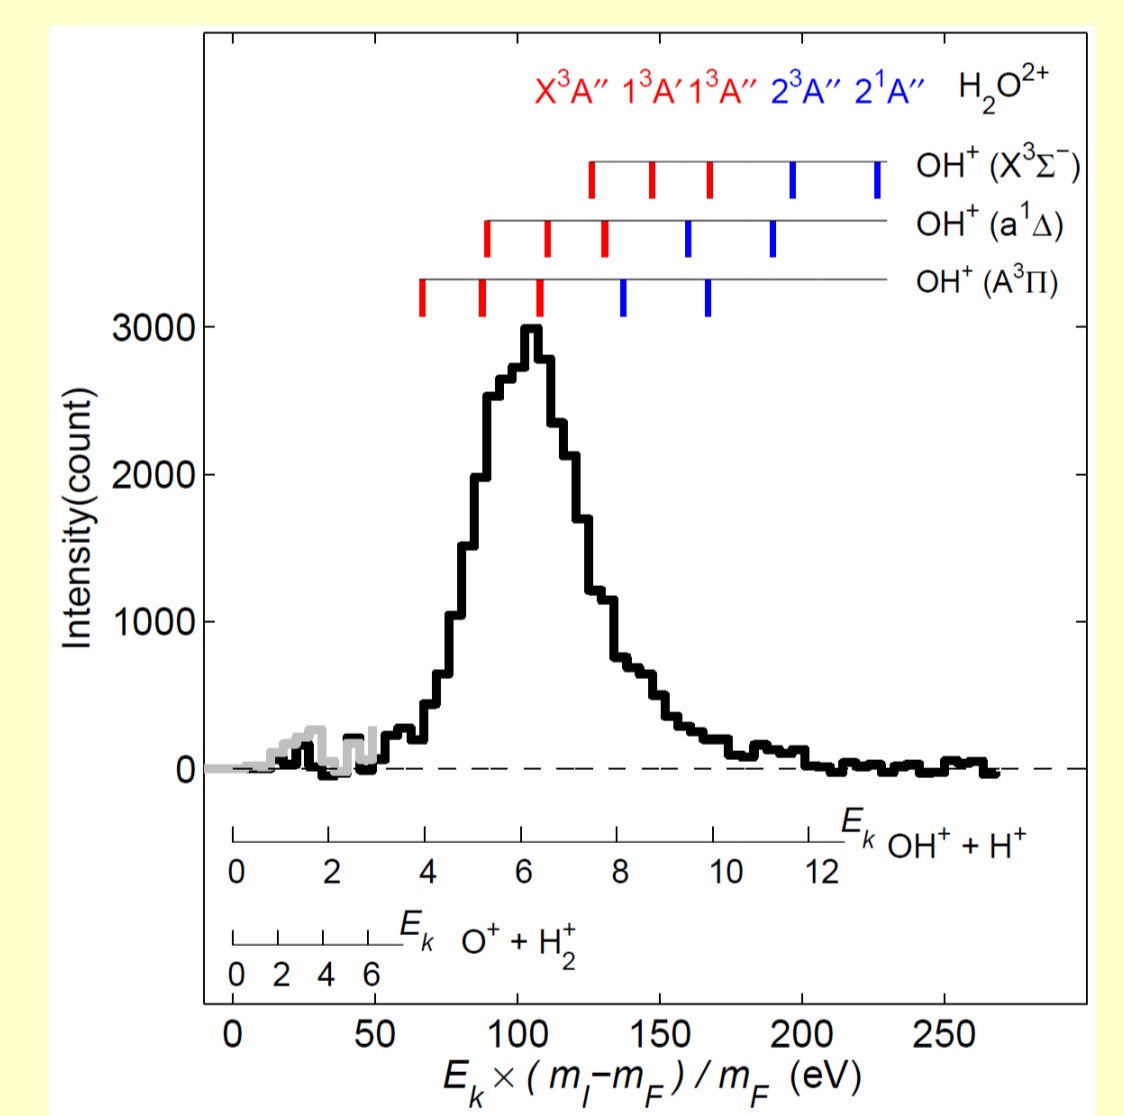 X³A″ 1³A′ 1³A″ 2³A″ 2¹A″ H₂O²⁺
OH⁺ (X³Σ⁻)
OH⁺ (a¹Δ)
OH⁺ (A³Π)
3000
2000
1000
0
Intensity(count)
Eₖ OH⁺ + H⁺
0 2 4 6 8 10 12
Eₖ O⁺ + H₂⁺
0 2 4 6
0 50 100 150 200 250
Eₖ × ( m_I−m_F ) / m_F (eV)